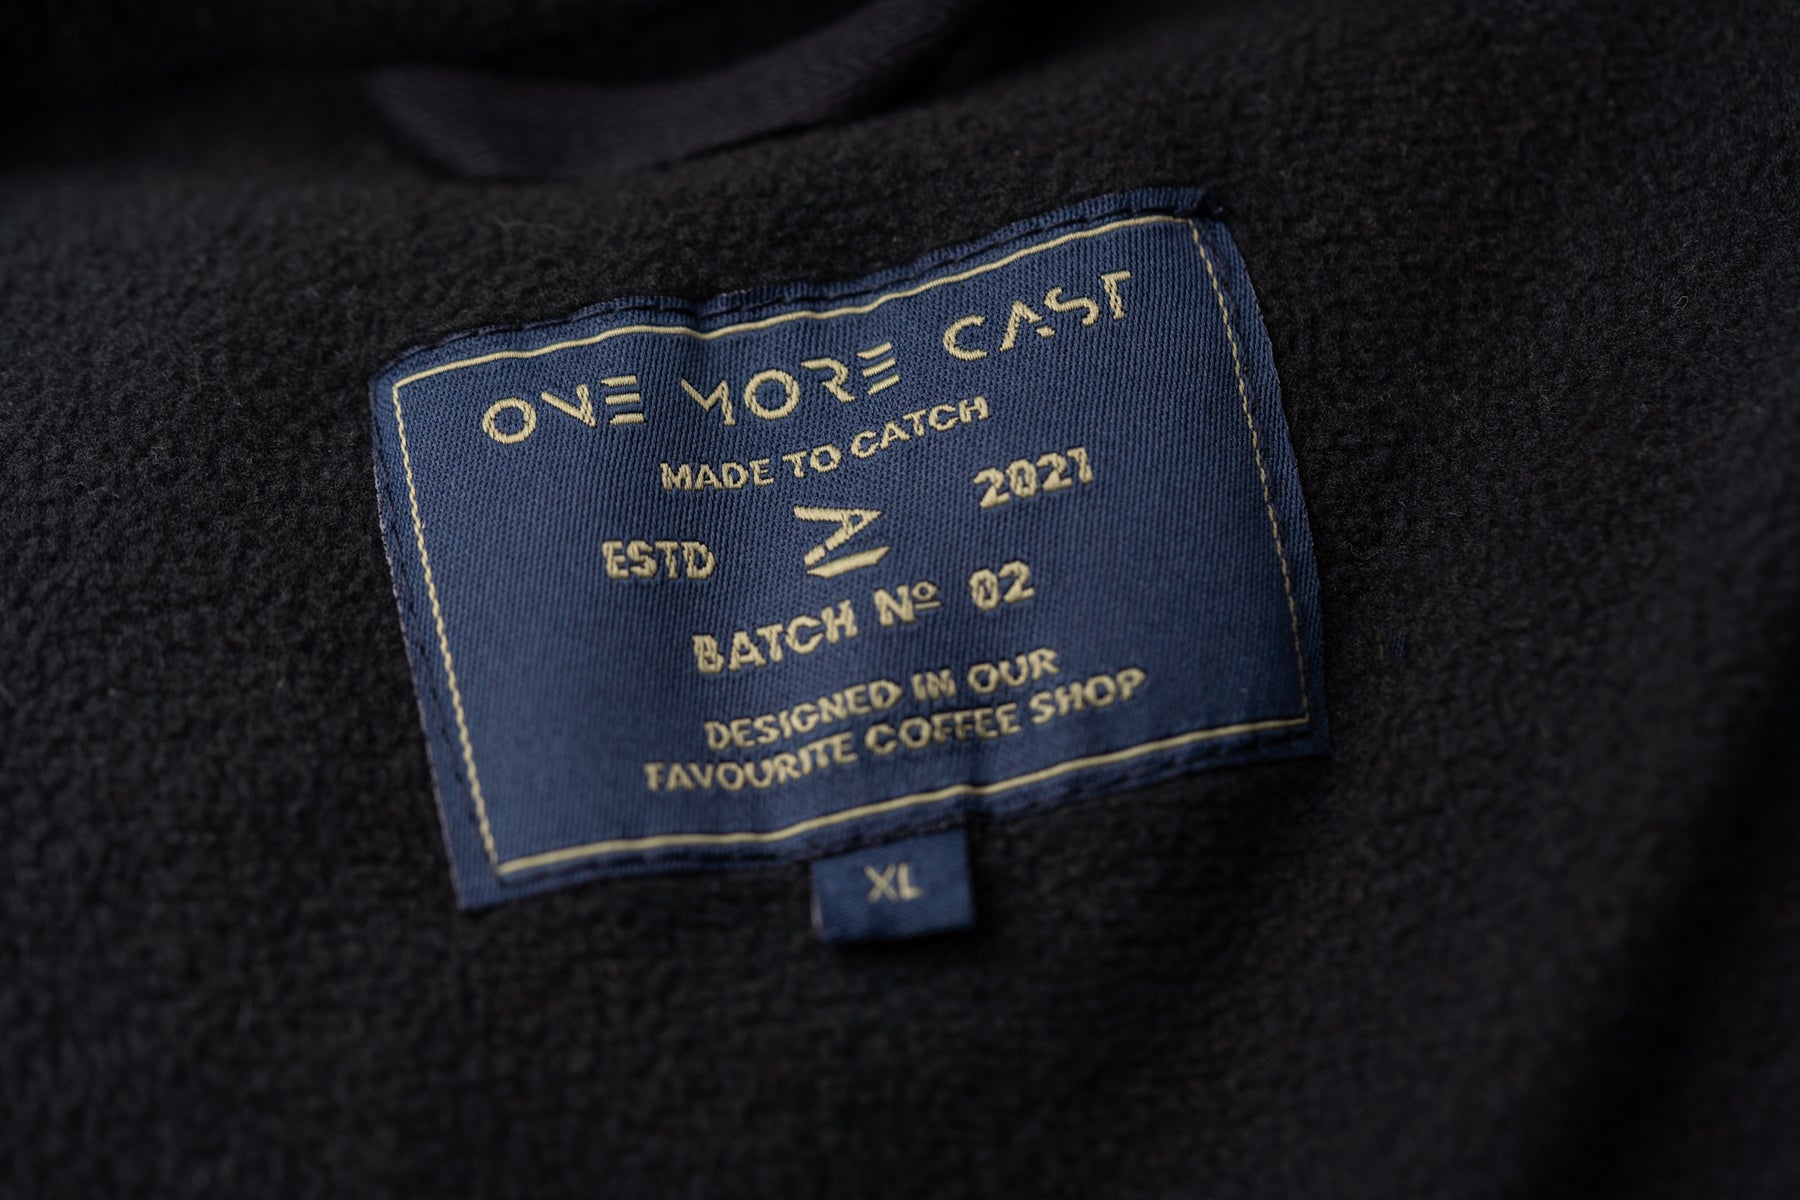 ONE MORE CAST
MADE TO CATCH
ESTD 2021
BATCH Nº 02
DESIGNED IN OUR
FAVOURITE COFFEE SHOP
XL